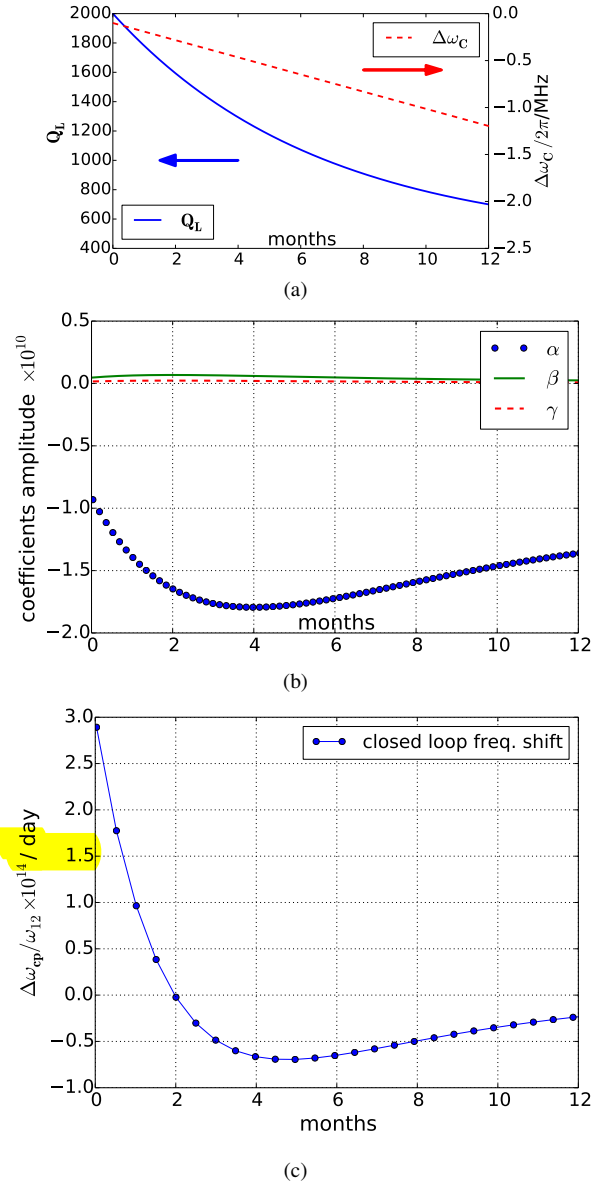 2000
1800
1600
1400
1200
1000
800
600
400
Q_L
Q_L
Δω_C
0.0
−0.5
−1.0
−1.5
−2.0
−2.5
Δω_C/2π/MHz
0 2 4 6 8 10 12
months
(a)
0.5
0.0
−0.5
−1.0
−1.5
−2.0
coefficients amplitude ×10^10
α
β
γ
months
0 2 4 6 8 10 12
(b)
3.0
2.5
2.0
1.5
1.0
0.5
0.0
−0.5
−1.0
Δω_cp/ω_12 ×10^14 / day
closed loop freq. shift
0 2 4 6 8 10 12
months
(c)